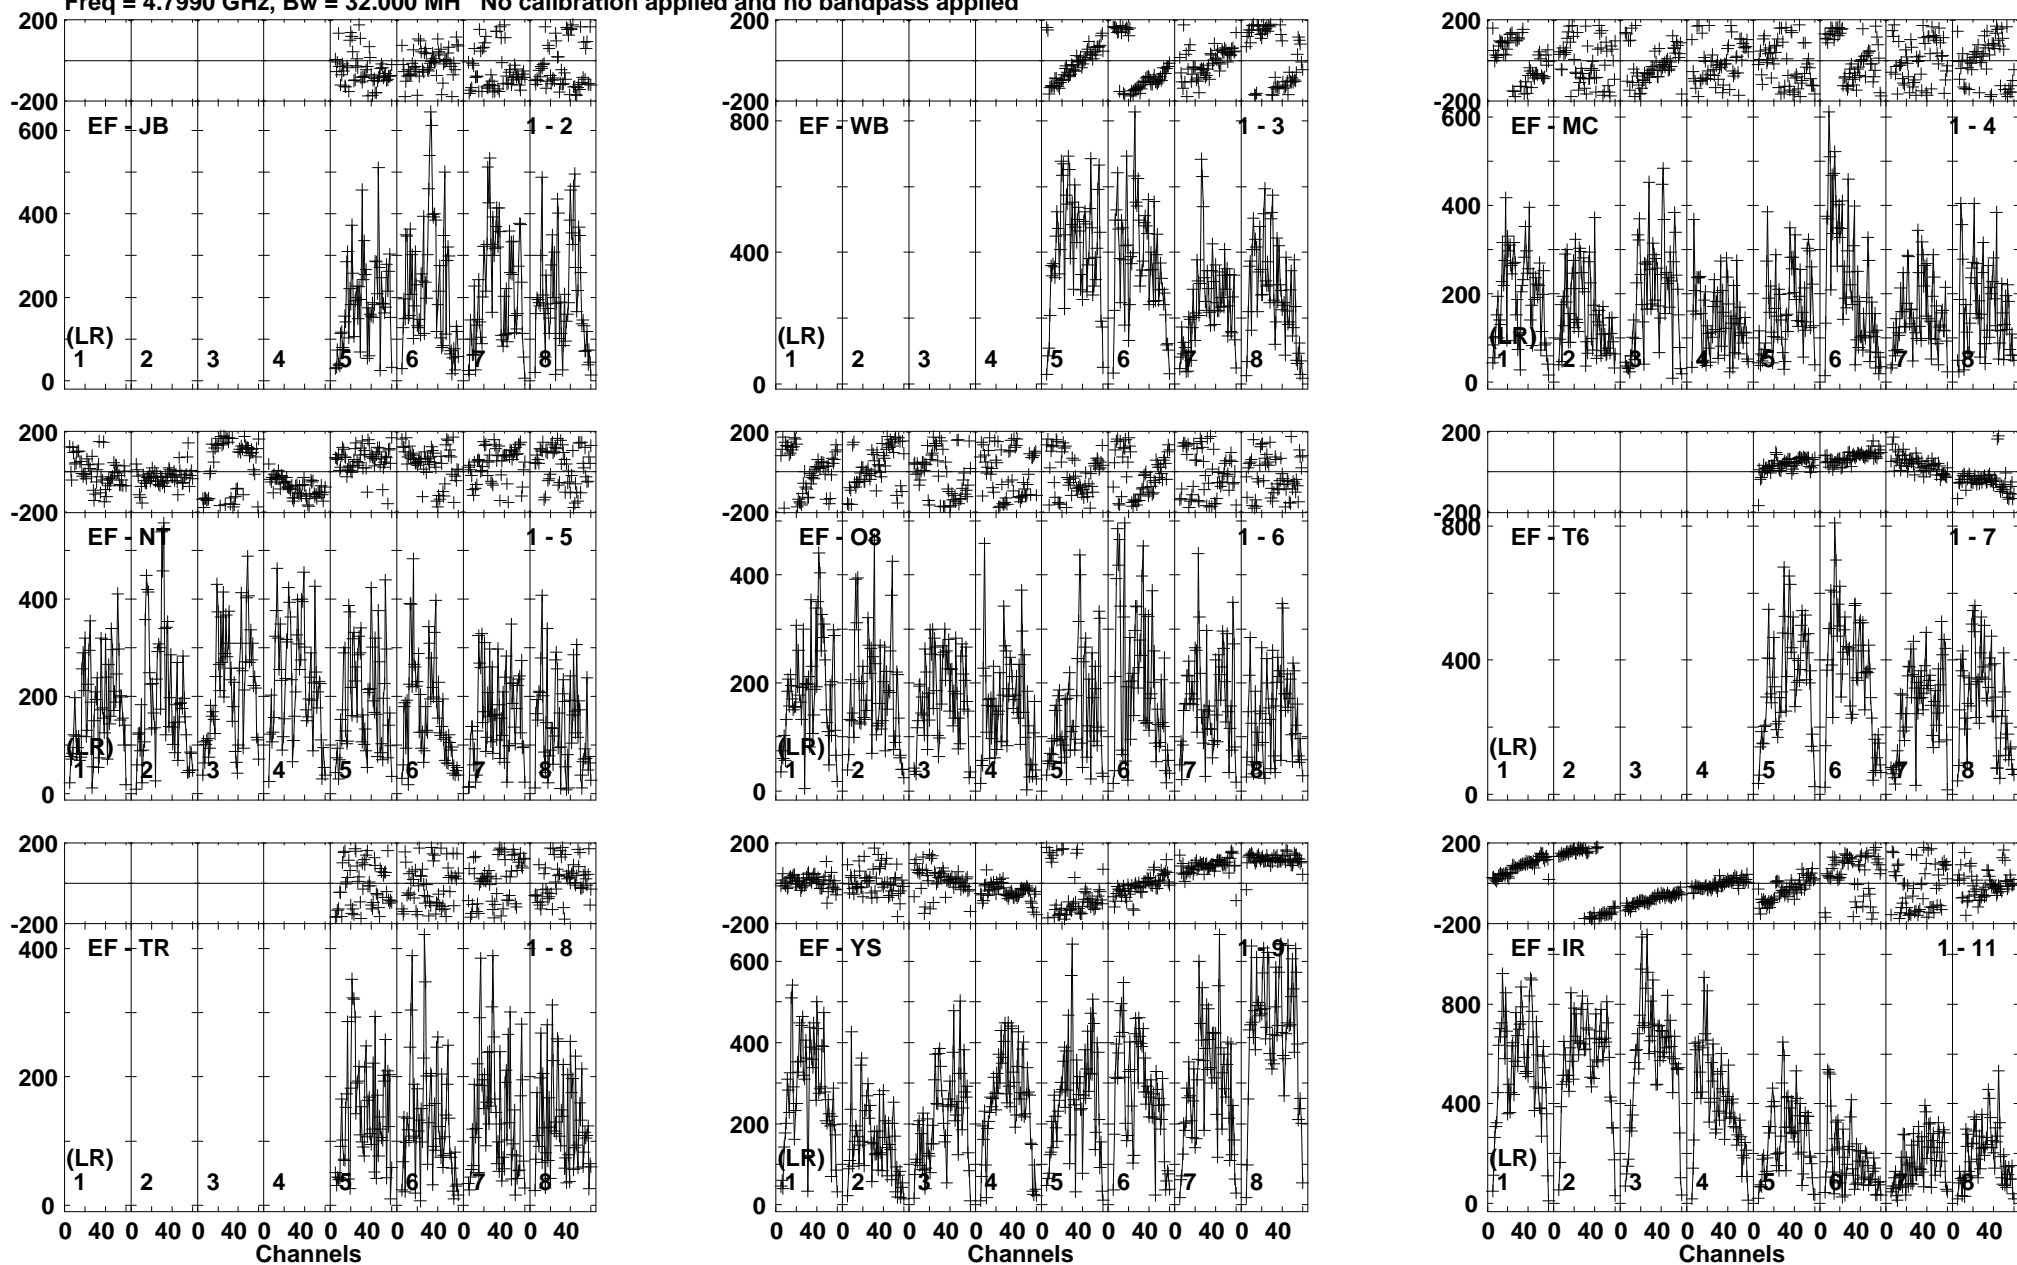 Freq = 4.7990 GHz, Bw = 32.000 MH No calibration applied and no bandpass applied
200 200 200
-200 -200 -200
600 EF - JB 1 - 2 800 EF - WB 1 - 3 600 EF - MC 1 - 4
400 400 400
200 200
(LR) (LR) (LR)
1 2 3 4 5 6 7 8 1 2 3 4 5 6 7 8 1 2 3 4 5 6 7 8
0 0 0
200 200 200
-200 -200 -200
EF - NT 1 - 5 EF - O8 1 - 6 800 EF - T6 1 - 7
400 400 400
200 200
(LR) (LR) (LR)
1 2 3 4 5 6 7 8 1 2 3 4 5 6 7 8 1 2 3 4 5 6 7 8
0 0 0
200 200 200
-200 -200 -200
400 EF - TR 1 - 8 600 EF - YS 1 - 9 EF - IR 1 - 11
800
400
200 200 400
(LR) (LR) (LR)
1 2 3 4 5 6 7 8 1 2 3 4 5 6 7 8 1 2 3 4 5 6 7 8
0 0 0
0 40 0 40 0 40 0 40 0 40 0 40 0 40 0 40 0 40 0 40 0 40 0 40 0 40 0 40 0 40 0 40 0 40 0 40 0 40 0 40 0 40 0 40 0 40 0 40
Channels Channels Channels